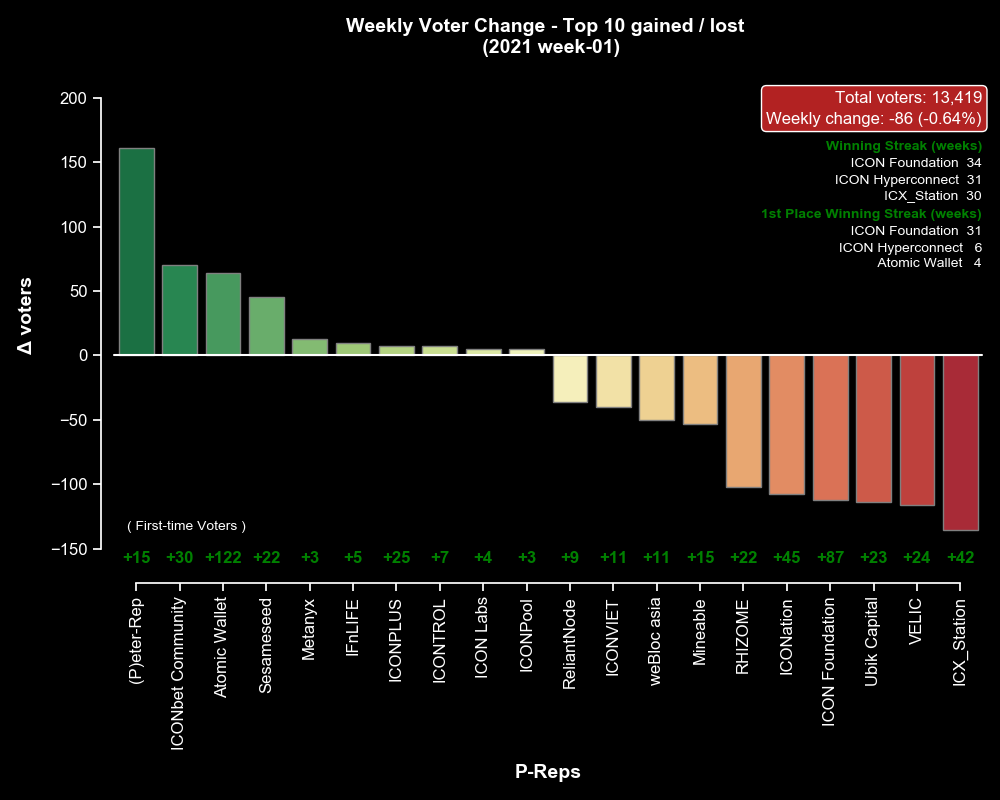 Weekly Voter Change - Top 10 gained / lost
(2021 week-01)
Total voters: 13,419
Weekly change: -86 (-0.64%)
Winning Streak (weeks)
ICON Foundation 34
ICON Hyperconnect 31
ICX_Station 30
1st Place Winning Streak (weeks)
ICON Foundation 31
ICON Hyperconnect 6
Atomic Wallet 4
Δ voters
200
150
100
50
0
−50
−100
−150
( First-time Voters )
+15 +30 +122 +22 +3 +5 +25 +7 +4 +3 +9 +11 +11 +15 +22 +45 +87 +23 +24 +42
(P)eter-Rep
ICONbet Community
Atomic Wallet
Sesameseed
Metanyx
IFnLIFE
ICONPLUS
ICONTROL
ICON Labs
ICONPool
ReliantNode
ICONVIET
weBloc asia
Mineable
RHIZOME
ICONation
ICON Foundation
Ubik Capital
VELIC
ICX_Station
P-Reps